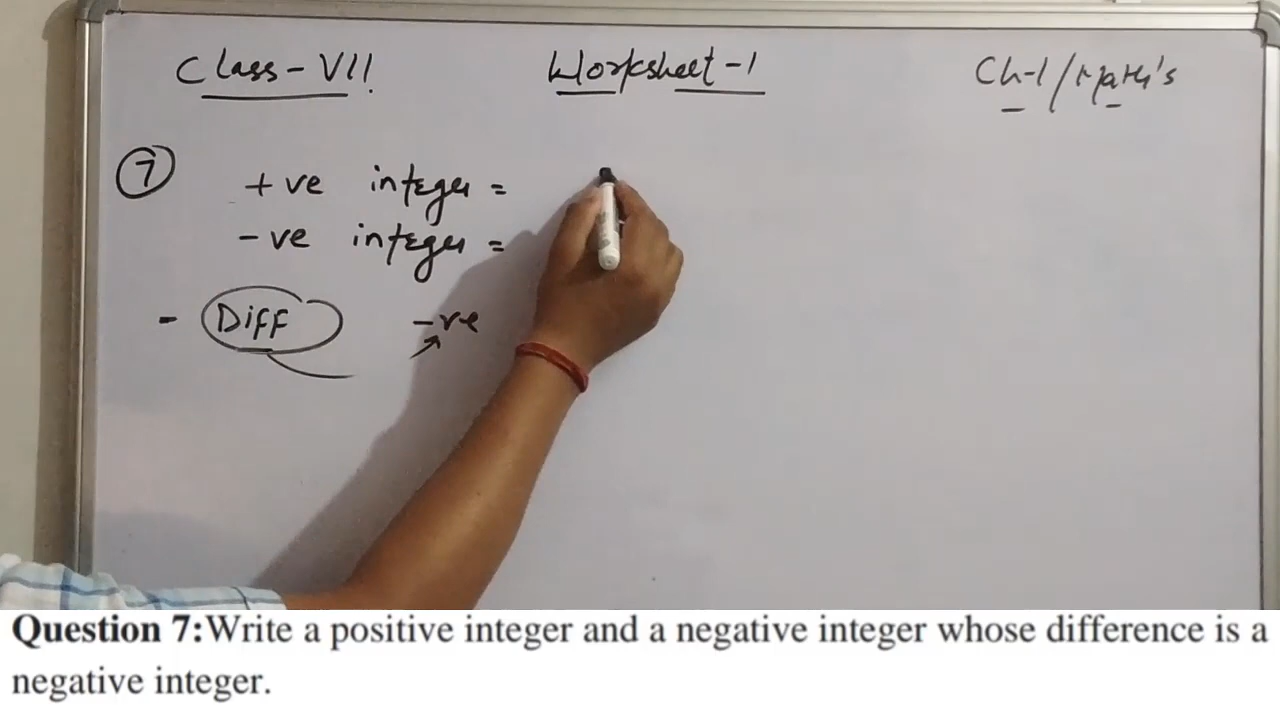 Class-VII Worksheet-1 Ch-1/Math's
7 +ve integer =
-ve integer =
- Diff -ve
Question 7:Write a positive integer and a negative integer whose difference is a
negative integer.